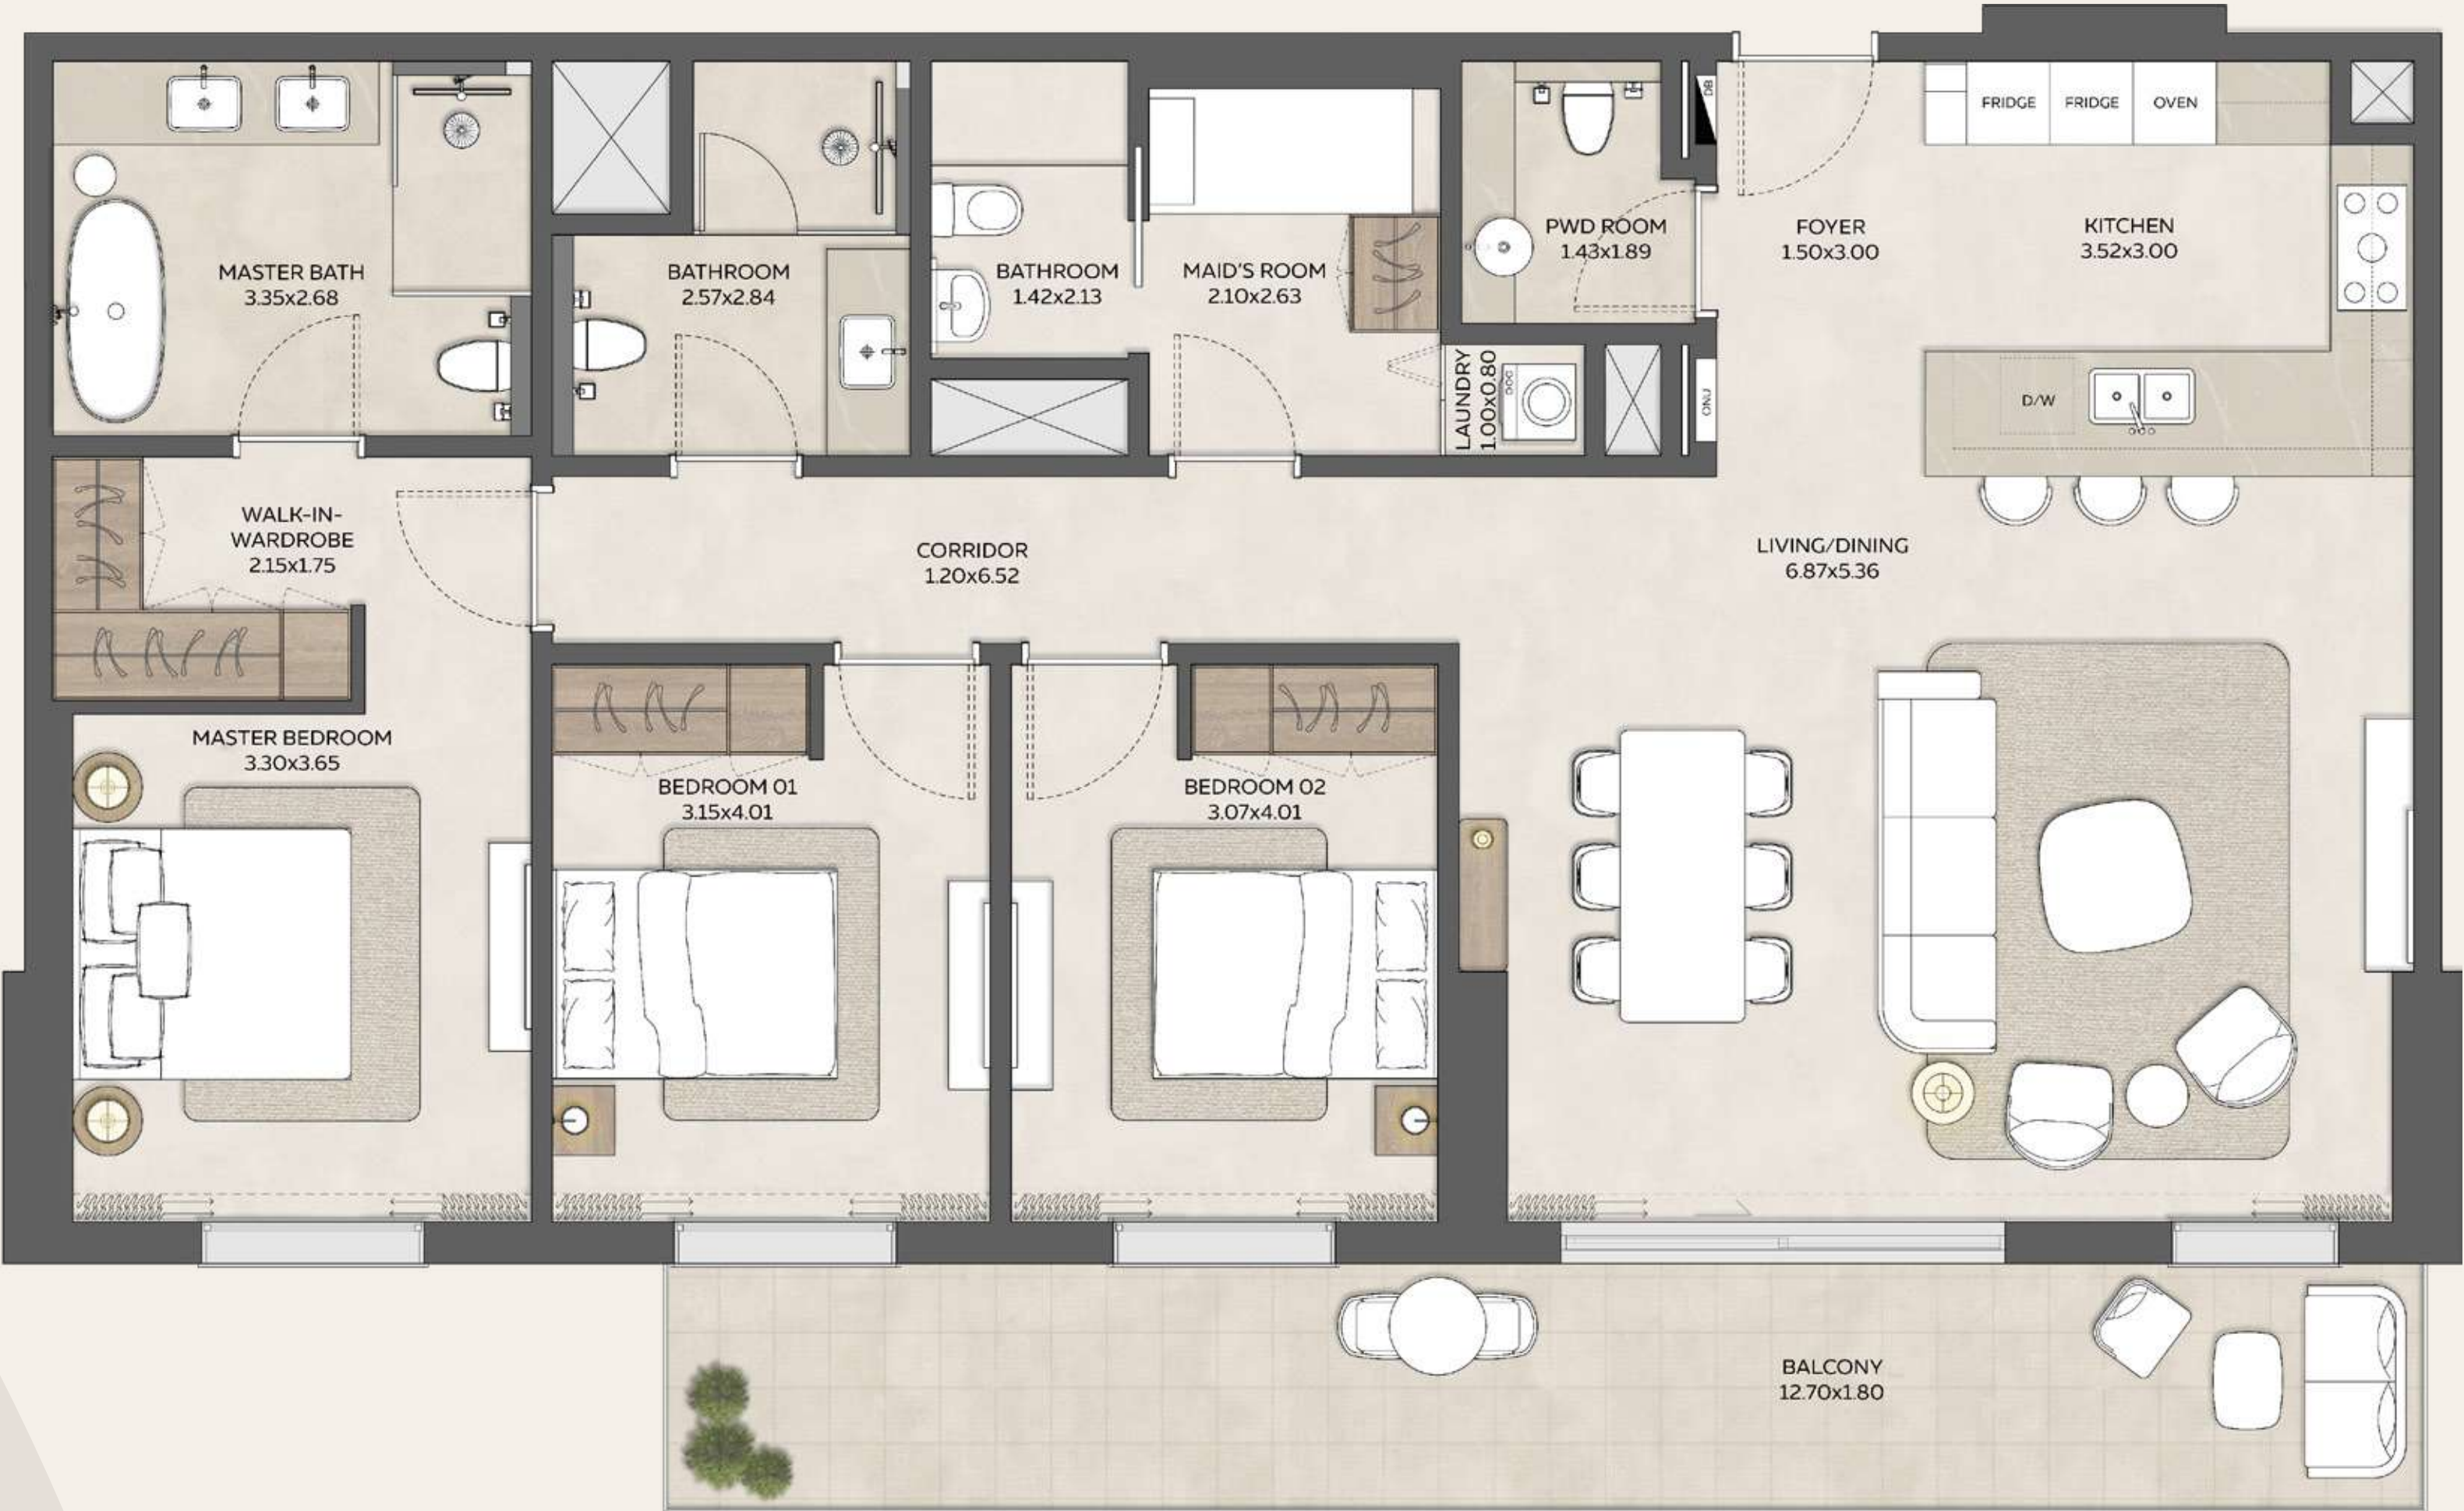 FRIDGE
FRIDGE
OVEN
DB
MASTER BATH
3.35x2.68
BATHROOM
2.57x2.84
BATHROOM
1.42x2.13
MAID'S ROOM
2.10x2.63
PWD ROOM
1.43x1.89
FOYER
1.50x3.00
KITCHEN
3.52x3.00
LAUNDRY
1.00x0.80
ONU
D/W
WALK-IN-
WARDROBE
2.15x1.75
CORRIDOR
1.20x6.52
LIVING/DINING
6.87x5.36
MASTER BEDROOM
3.30x3.65
BEDROOM 01
3.15x4.01
BEDROOM 02
3.07x4.01
BALCONY
12.70x1.80